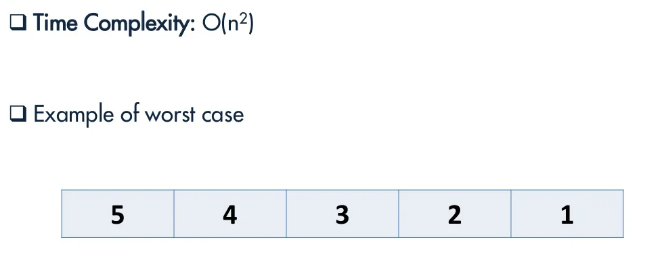 ❑ Time Complexity: O(n²)
❑ Example of worst case
5 4 3 2 1